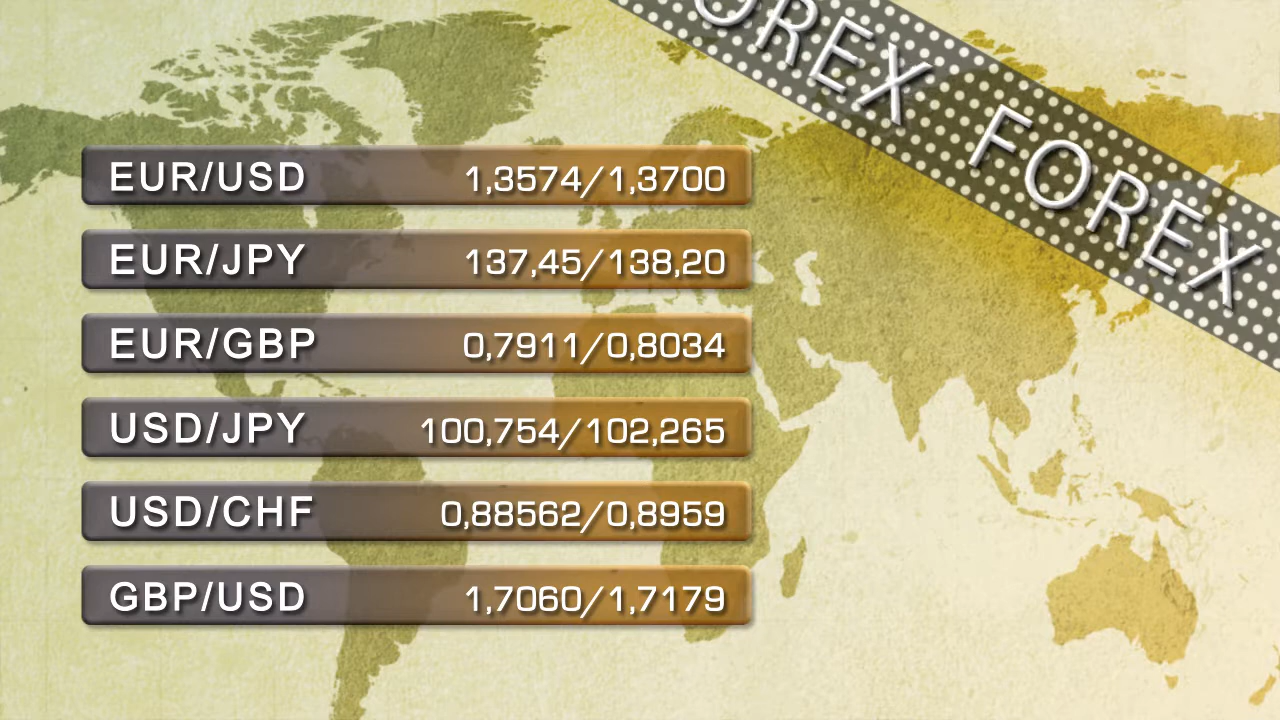 FOREX FOREX
EUR/USD 1,3574/1,3700
EUR/JPY 137,45/138,20
EUR/GBP 0,7911/0,8034
USD/JPY 100,754/102,265
USD/CHF 0,88562/0,8959
GBP/USD 1,7060/1,7179